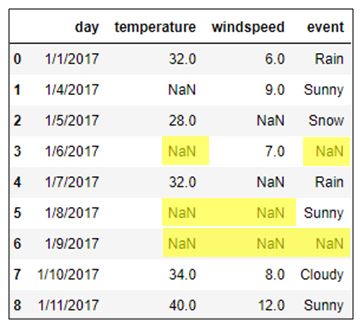 day temperature windspeed event
0 1/1/2017 32.0 6.0 Rain
1 1/4/2017 NaN 9.0 Sunny
2 1/5/2017 28.0 NaN Snow
3 1/6/2017 NaN 7.0 NaN
4 1/7/2017 32.0 NaN Rain
5 1/8/2017 NaN NaN Sunny
6 1/9/2017 NaN NaN NaN
7 1/10/2017 34.0 8.0 Cloudy
8 1/11/2017 40.0 12.0 Sunny